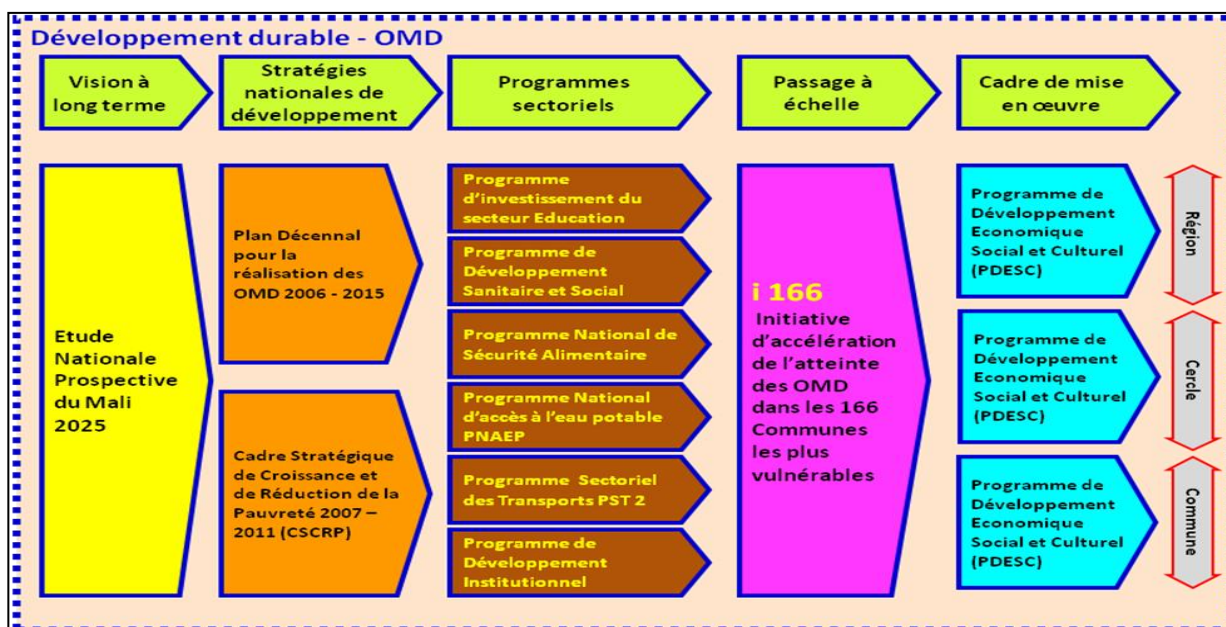 Développement durable - OMD
Vision à
long terme
Stratégies
nationales de
développement
Programmes
sectoriels
Passage à
échelle
Cadre de mise
en œuvre
Etude
Nationale
Prospective
du Mali
2025
Plan Décennal
pour la
réalisation des
OMD 2006 - 2015
Cadre Stratégique
de Croissance et
de Réduction de la
Pauvreté 2007 –
2011 (CSCRP)
Programme
d'investissement du
secteur Education
Programme de
Développement
Sanitaire et Social
Programme National de
Sécurité Alimentaire
Programme National
d'accès à l'eau potable
PNAEP
Programme Sectoriel
des Transports PST 2
Programme de
Développement
Institutionnel
i 166
Initiative
d'accélération
de l'atteinte
des OMD
dans les 166
Communes
les plus
vulnérables
Programme de
Développement
Economique
Social et Culturel
(PDESC)
Région
Programme de
Développement
Economique
Social et Culturel
(PDESC)
Cercle
Programme de
Développement
Economique
Social et Culturel
(PDESC)
Commune